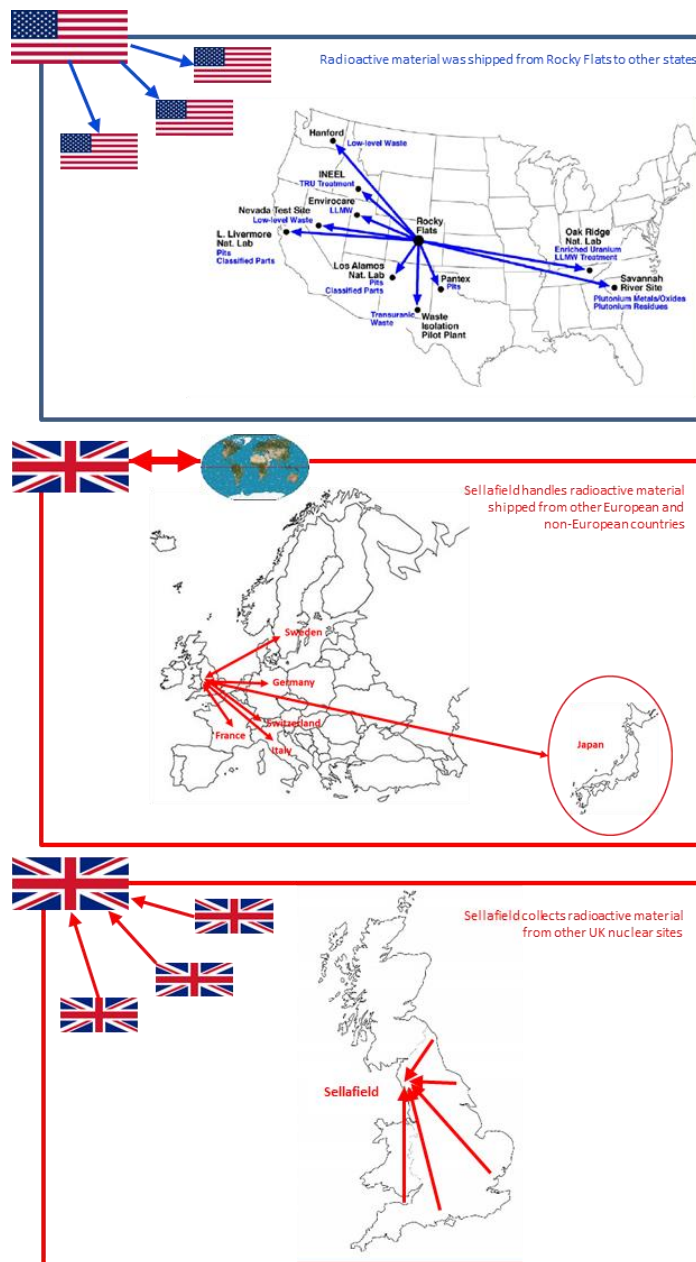 Radioactive material was shipped from Rocky Flats to other states
Hanford
Low-level Waste
INEEL
TRU Treatment
Envirocare
LLMW
Nevada Test Site
Low-level Waste
Rocky
Flats
L. Livermore
Nat. Lab
Pits
Classified Parts
Oak Ridge
Nat. Lab
Enriched Uranium
LLMW Treatment
Los Alamos
Nat. Lab
Pits
Classified Parts
Pantex
Pits
Savannah
River Site
Plutonium Metals/Oxides
Plutonium Residues
Transuranic
Waste
Waste
Isolation
Pilot Plant
Sellafield handles radioactive material
shipped from other European and
non-European countries
Sweden
Germany
Switzerland
France
Italy
Japan
Sellafield collects radioactive material
from other UK nuclear sites
Sellafield